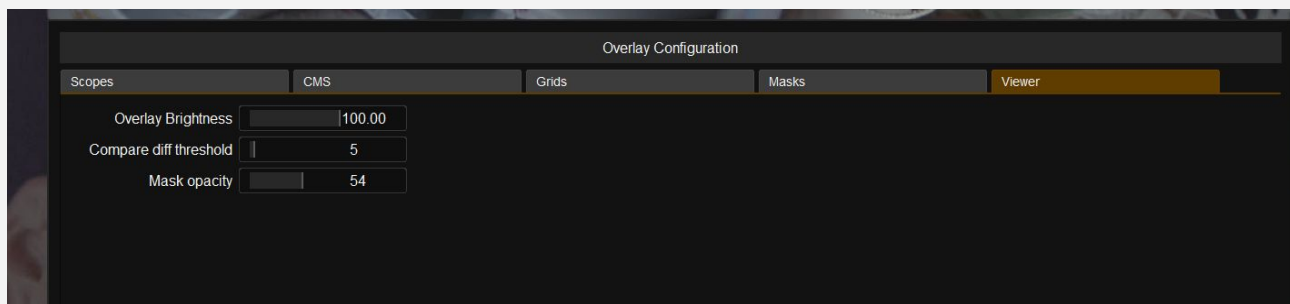 Overlay Configuration
Scopes CMS Grids Masks Viewer
Overlay Brightness 100.00
Compare diff threshold 5
Mask opacity 54